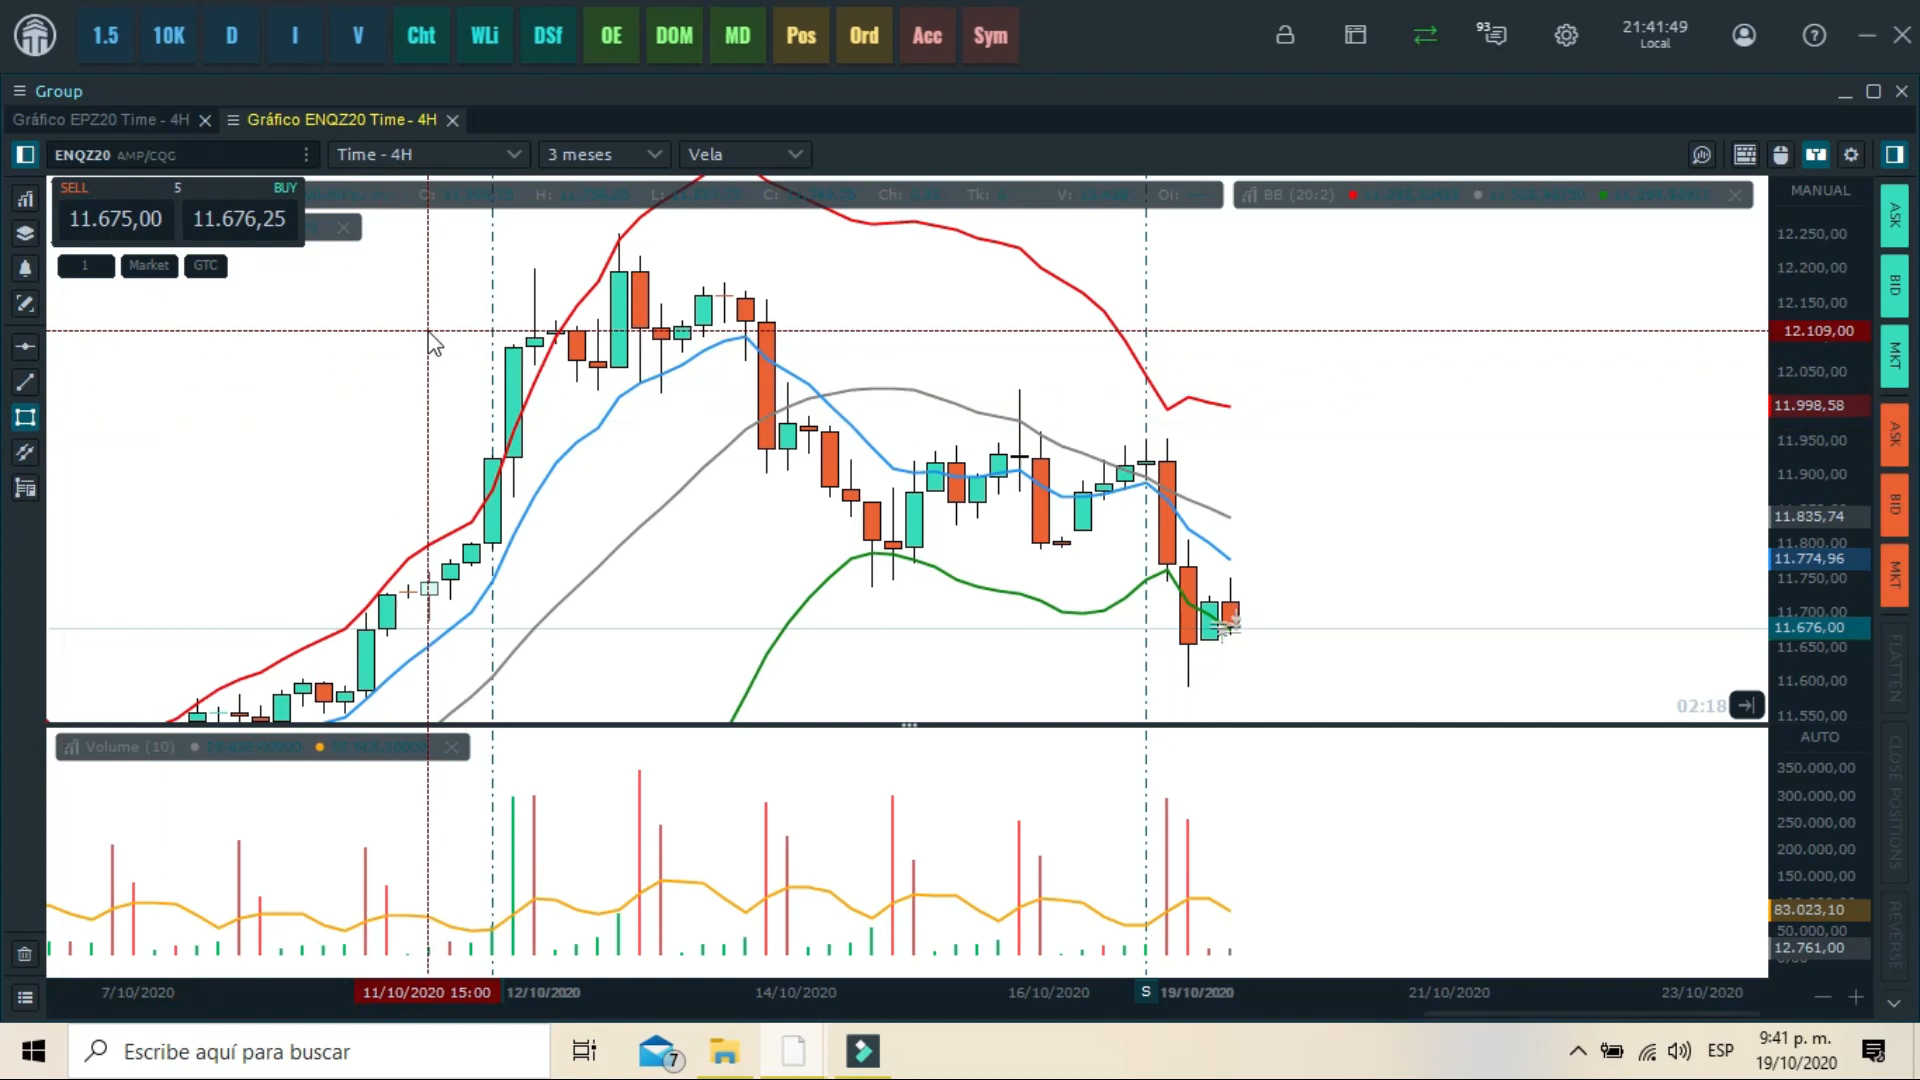 1.5 10K D I V Cht WLi DSf OE DOM MD Pos Ord Acc Sym
93
21:41:49
Local
Group
Gráfico EPZ20 Time - 4H
Gráfico ENQZ20 Time - 4H
ENQZ20 AMP/CQG
Time - 4H
3 meses
Vela
SELL 5 BUY
11.675,00 11.676,25
1 Market GTC
H: L: C: Ch: Tk: V: Oi:
BB (20:2)
MANUAL
12.250,00
12.200,00
12.150,00
12.109,00
12.050,00
11.998,58
11.950,00
11.900,00
11.835,74
11.800,00
11.774,96
11.750,00
11.700,00
11.676,00
11.650,00
11.600,00
11.550,00
02:18
ASK
BID
MKT
ASK
BID
MKT
FLATTEN
CLOSE POSITIONS
REVERSE
Volume (10)
AUTO
350.000,00
300.000,00
250.000,00
200.000,00
150.000,00
83.023,10
50.000,00
12.761,00
7/10/2020
11/10/2020 15:00
12/10/2020
14/10/2020
16/10/2020
S 19/10/2020
21/10/2020
23/10/2020
Escribe aquí para buscar
7
ESP
9:41 p. m.
19/10/2020